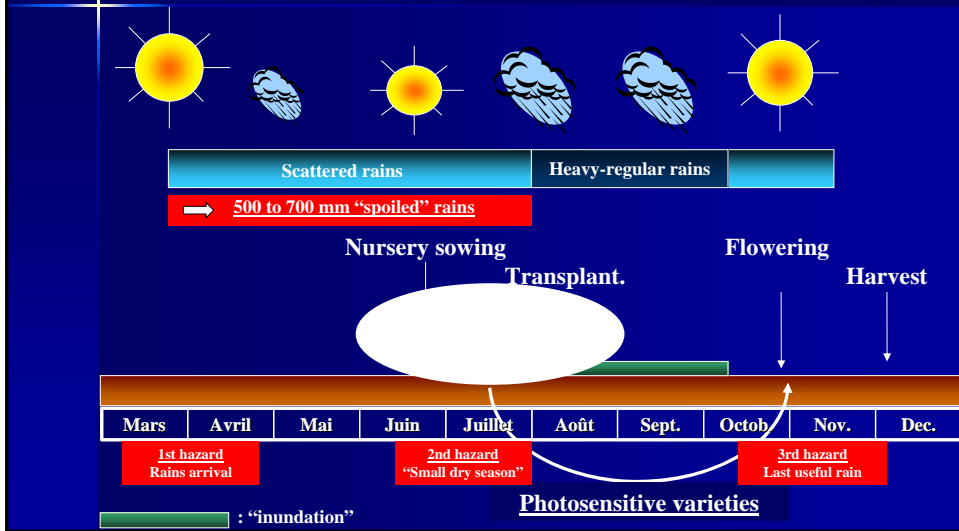 Scattered rains
Heavy-regular rains
500 to 700 mm “spoiled” rains
Nursery sowing
Transplant.
Flowering
Harvest
Mars Avril Mai Juin Juillet Août Sept. Octob. Nov. Dec.
1st hazard
Rains arrival
2nd hazard
“Small dry season”
3rd hazard
Last useful rain
Photosensitive varieties
: “inundation”